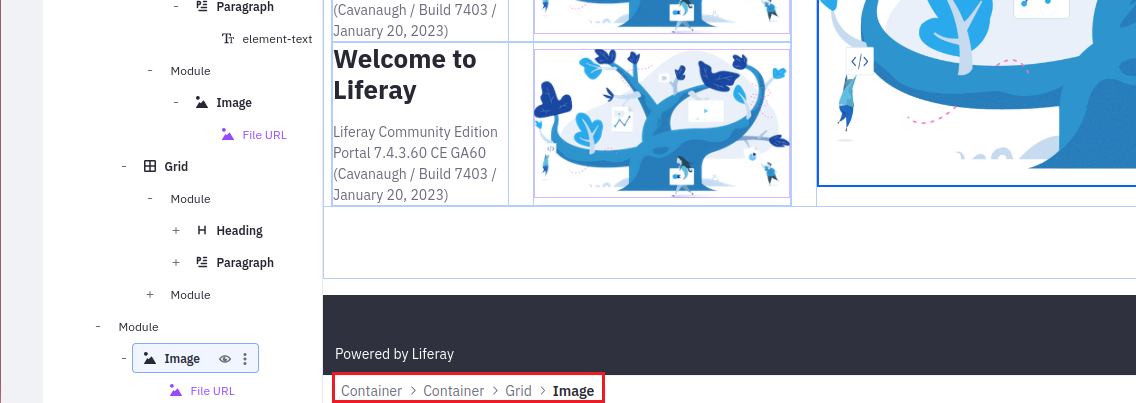 Paragraph
element-text
Module
Image
File URL
Grid
Module
Heading
Paragraph
Module
Module
Image
File URL
(Cavanaugh / Build 7403 /
January 20, 2023)
Welcome to
Liferay
Liferay Community Edition
Portal 7.4.3.60 CE GA60
(Cavanaugh / Build 7403 /
January 20, 2023)
</>
Powered by Liferay
Container > Container > Grid > Image